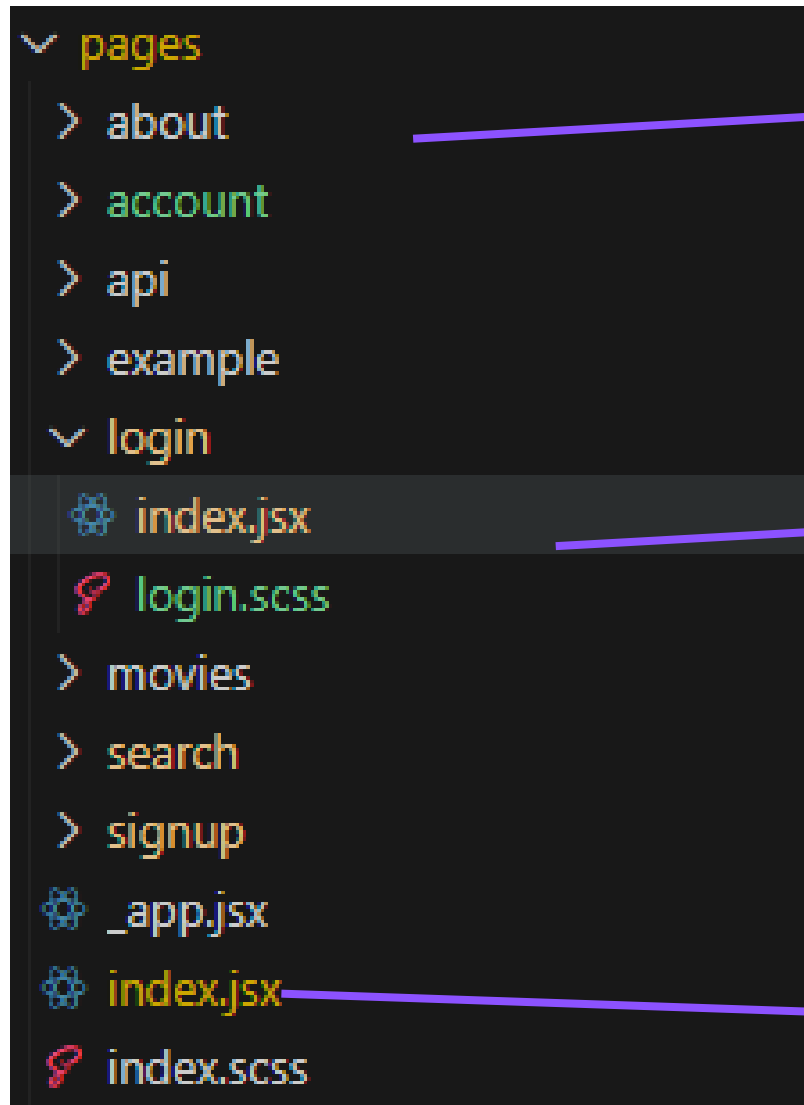 pages
about
account
api
example
login
index.jsx
login.scss
movies
search
signup
_app.jsx
index.jsx
index.scss